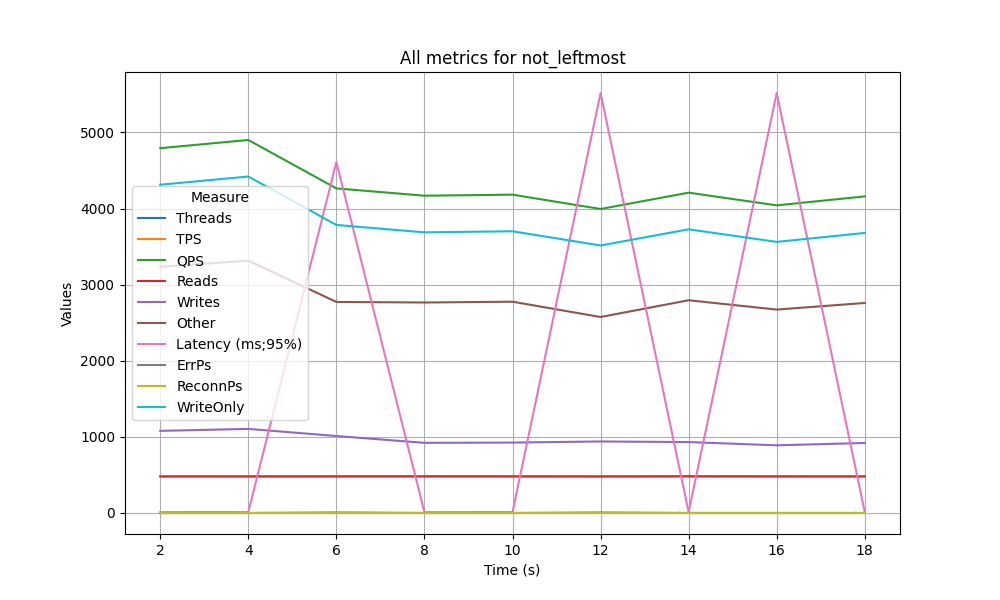 All metrics for not_leftmost
Values
5000
4000
3000
2000
1000
0
Measure
Threads
TPS
QPS
Reads
Writes
Other
Latency (ms;95%)
ErrPs
ReconnPs
WriteOnly
2 4 6 8 10 12 14 16 18
Time (s)